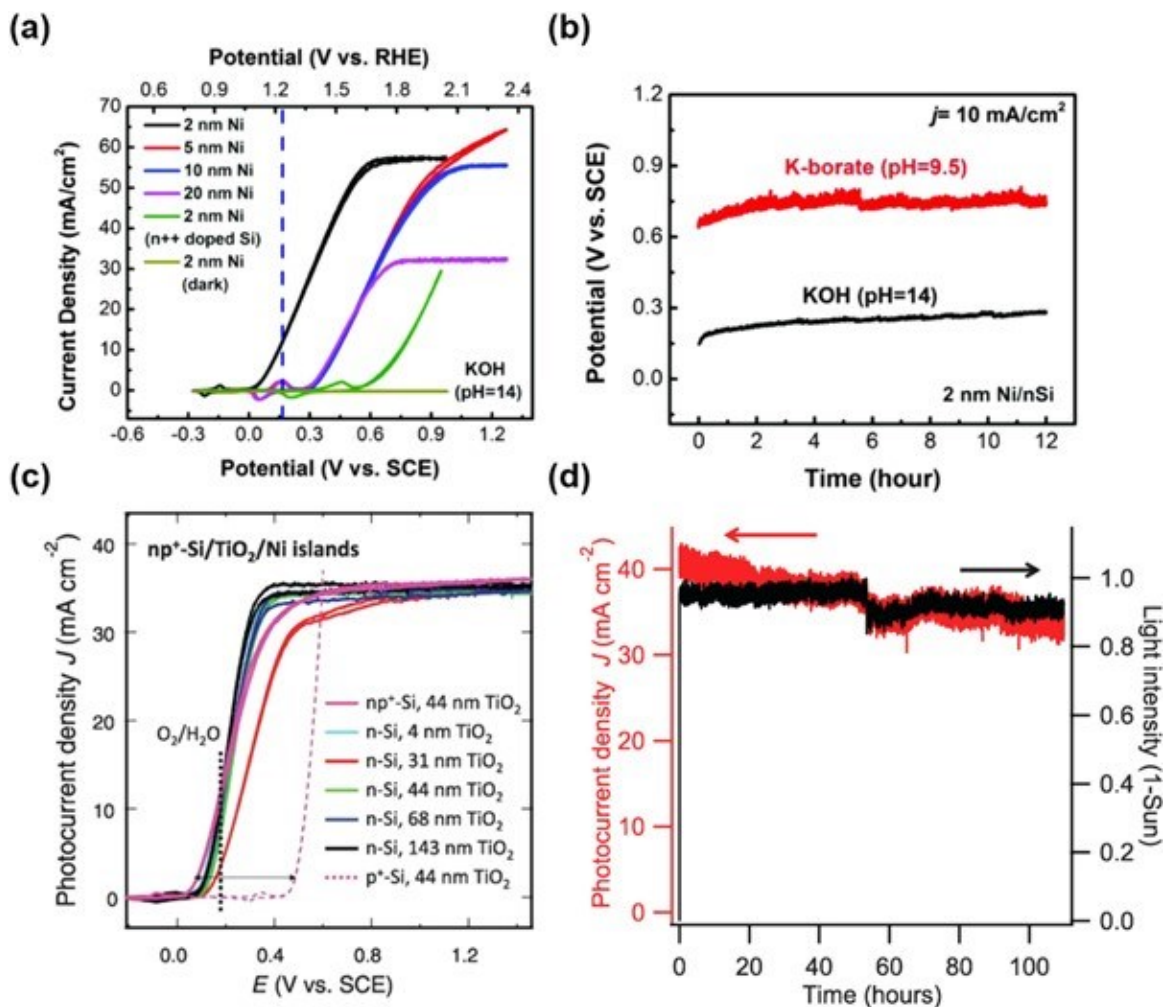 (a)
Potential (V vs. RHE)
0.6 0.9 1.2 1.5 1.8 2.1 2.4
70
60
50
40
30
20
10
0
Current Density (mA/cm²)
2 nm Ni
5 nm Ni
10 nm Ni
20 nm Ni
2 nm Ni
(n++ doped Si)
2 nm Ni
(dark)
KOH
(pH=14)
-0.6 -0.3 0.0 0.3 0.6 0.9 1.2
Potential (V vs. SCE)
(b)
j= 10 mA/cm²
1.2
0.9
0.6
0.3
0.0
Potential (V vs. SCE)
K-borate (pH=9.5)
KOH (pH=14)
2 nm Ni/nSi
0 2 4 6 8 10 12
Time (hour)
(c)
np⁺-Si/TiO₂/Ni islands
40
30
20
10
0
Photocurrent density J (mA cm⁻²)
O₂/H₂O
np⁺-Si, 44 nm TiO₂
n-Si, 4 nm TiO₂
n-Si, 31 nm TiO₂
n-Si, 44 nm TiO₂
n-Si, 68 nm TiO₂
n-Si, 143 nm TiO₂
p⁺-Si, 44 nm TiO₂
0.0 0.4 0.8 1.2
E (V vs. SCE)
(d)
40
30
20
10
0
Photocurrent density J (mA cm⁻²)
1.0
0.8
0.6
0.4
0.2
0.0
Light intensity (1-Sun)
0 20 40 60 80 100
Time (hours)